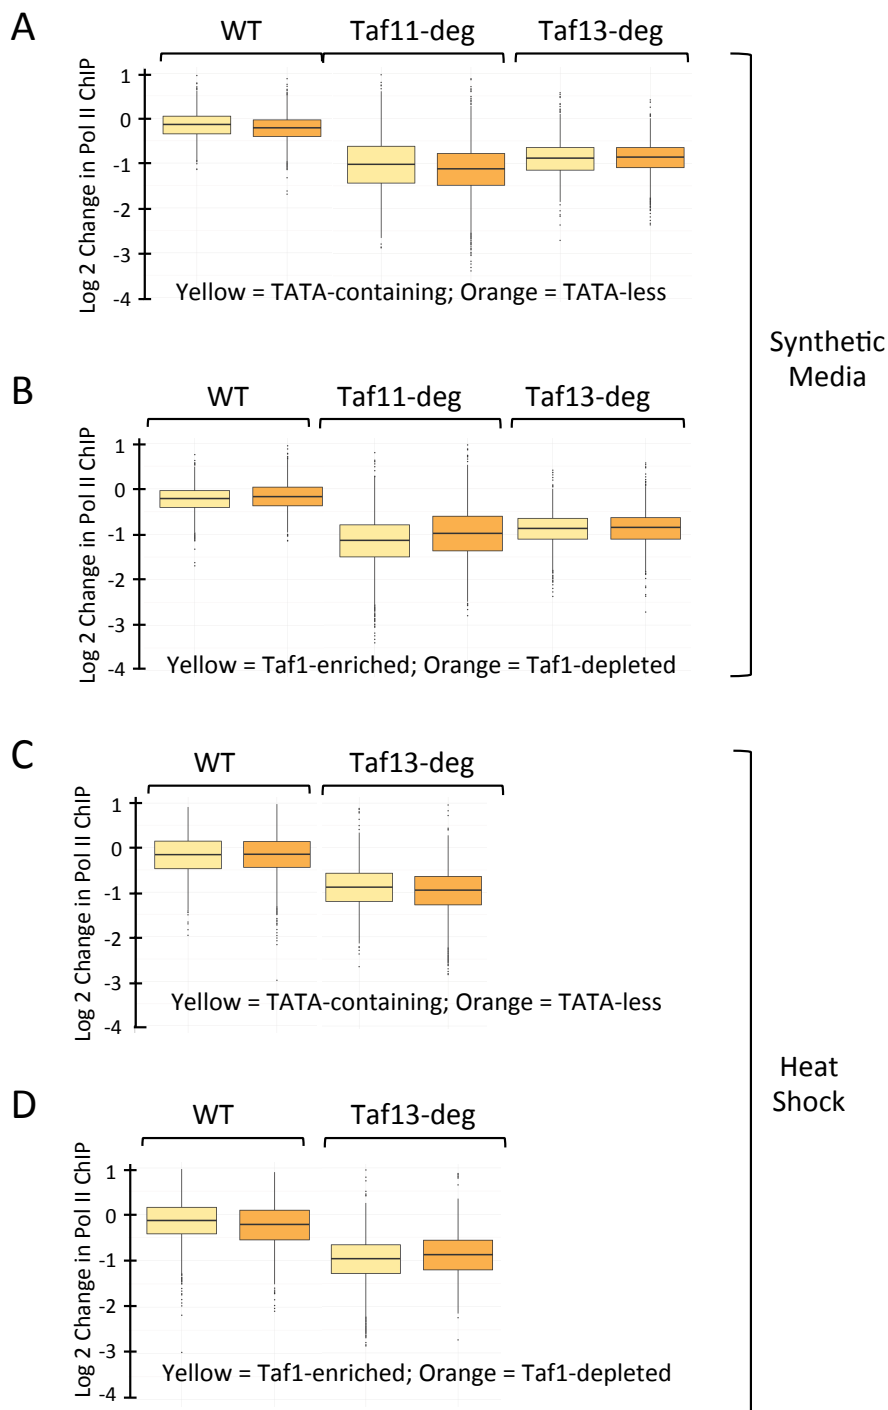 A
WT
Taf11-deg
Taf13-deg
Log 2 Change in Pol II ChIP
1
0
-1
-2
-3
-4
Yellow = TATA-containing; Orange = TATA-less
Synthetic
Media
B
WT
Taf11-deg
Taf13-deg
Log 2 Change in Pol II ChIP
1
0
-1
-2
-3
-4
Yellow = Taf1-enriched; Orange = Taf1-depleted
C
WT
Taf13-deg
Log 2 Change in Pol II ChIP
1
0
-1
-2
-3
-4
Yellow = TATA-containing; Orange = TATA-less
Heat
Shock
D
WT
Taf13-deg
Log 2 Change in Pol II ChIP
1
0
-1
-2
-3
-4
Yellow = Taf1-enriched; Orange = Taf1-depleted